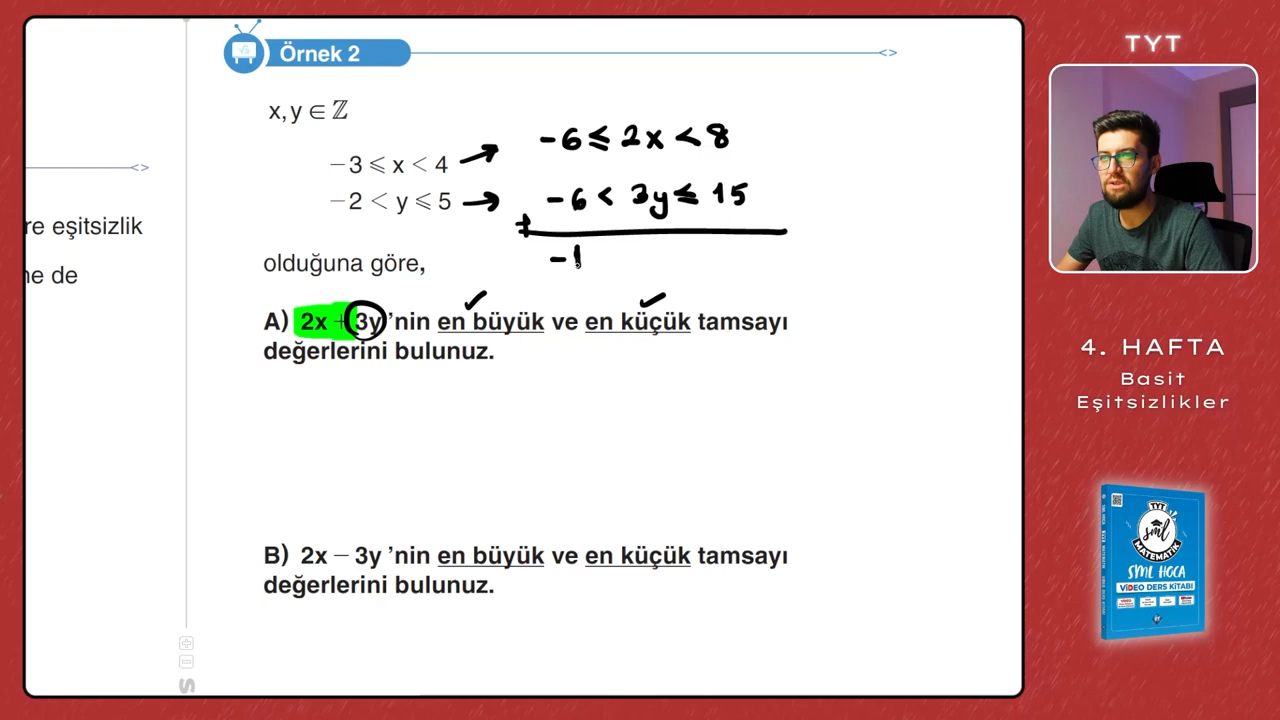 Örnek 2
x, y ∈ ℤ
−3 ⩽ x < 4
−2 < y ⩽ 5
-6 ≤ 2x < 8
-6 < 3y ≤ 15
+
-1
olduğuna göre,
A) 2x + 3y ’nin en büyük ve en küçük tamsayı
değerlerini bulunuz.
B) 2x − 3y ’nin en büyük ve en küçük tamsayı
değerlerini bulunuz.
re eşitsizlik
ne de
TYT
4. HAFTA
Basit
Eşitsizlikler
TYT
sml
MATEMATİK
SML HOCA
VİDEO DERS KİTABI